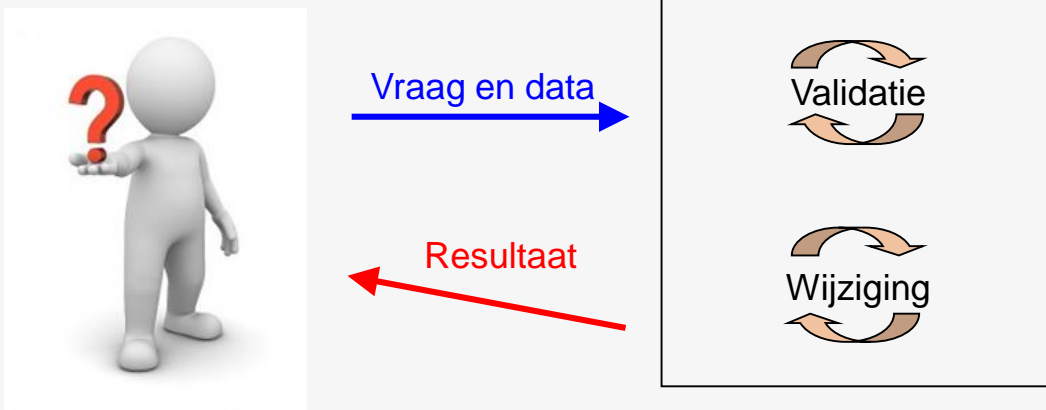 Vraag en data
Validatie
Resultaat
Wijziging
?